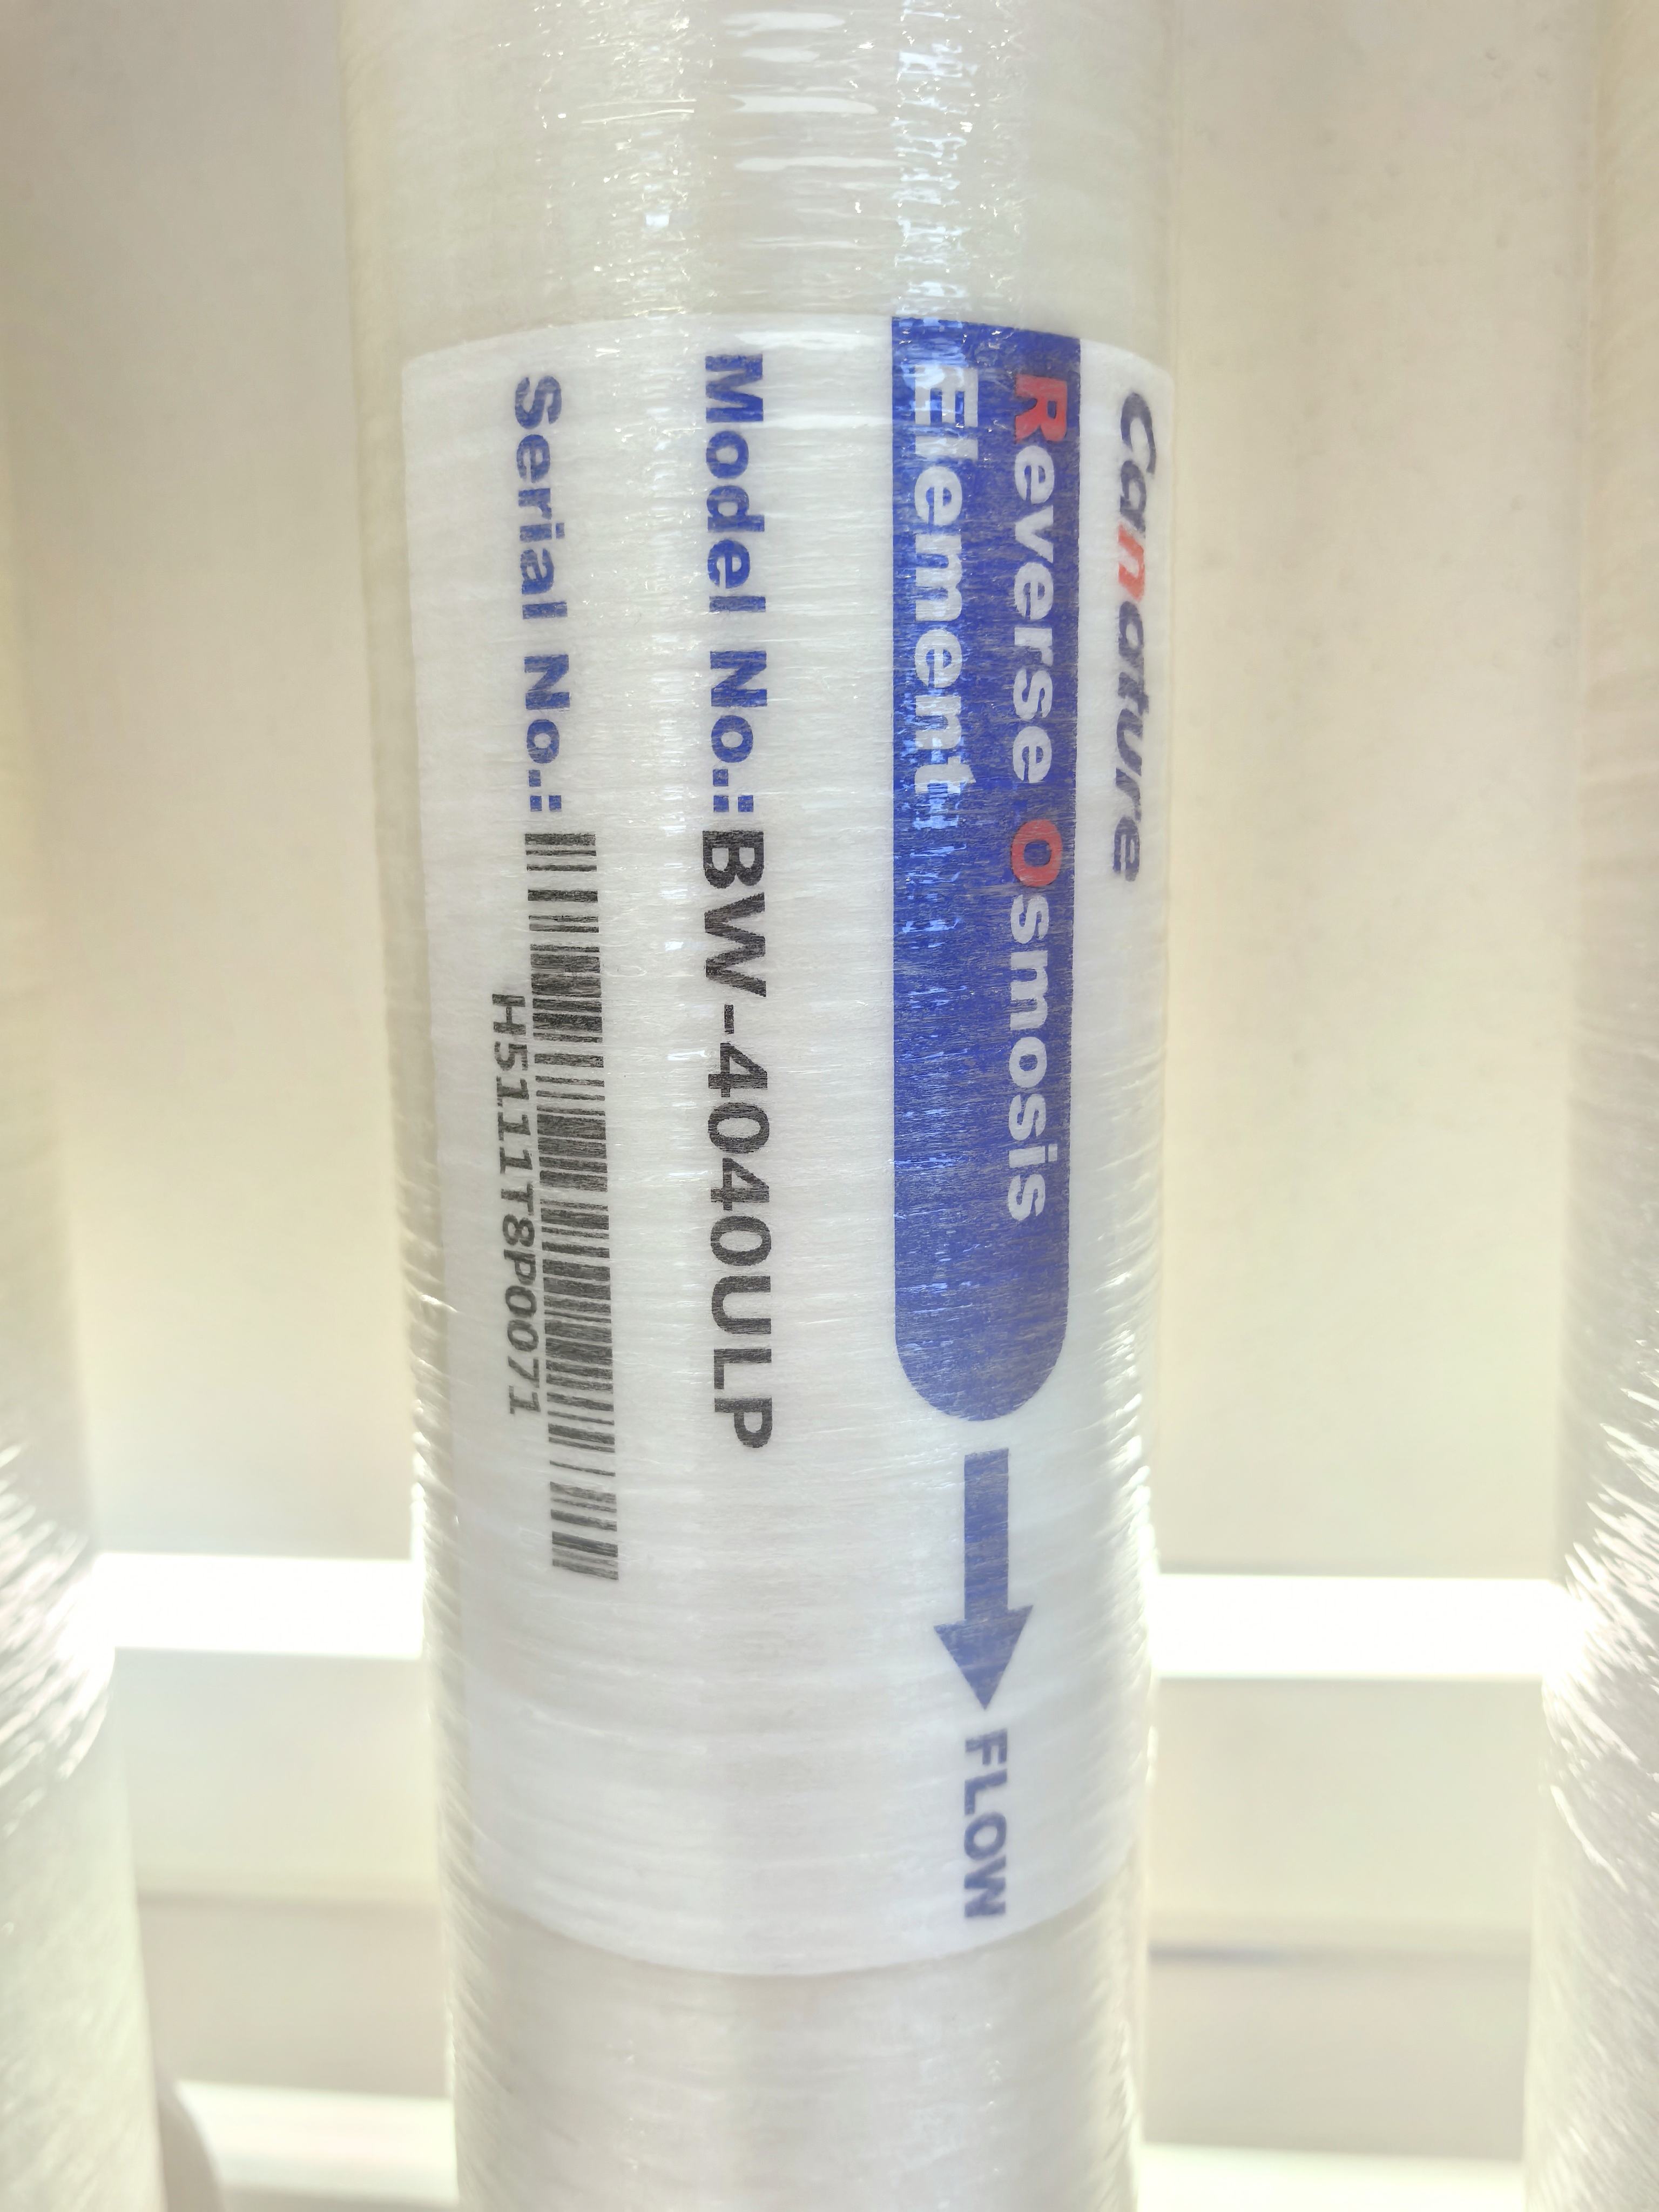 Canature
Reverse Osmosis
Element
FLOW
Model No.:BW-4040ULP
Serial No.:
H5111T8P0071